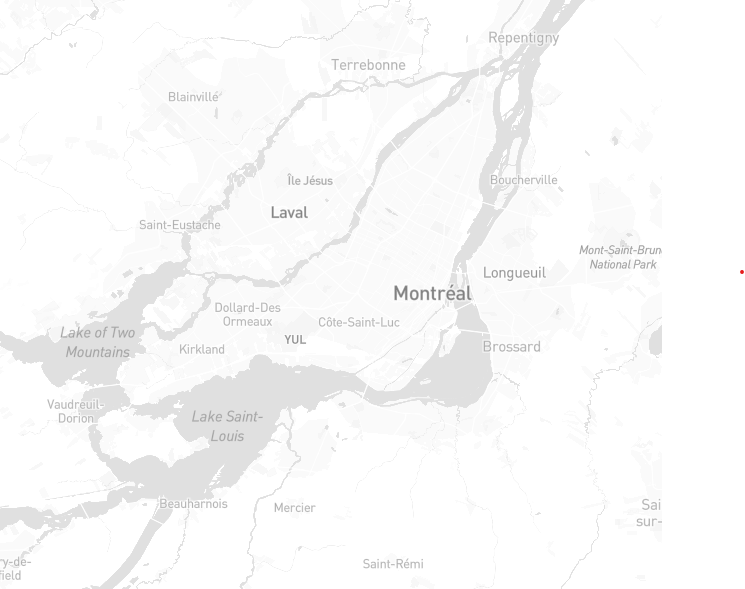 Repentigny
Terrebonne
Blainville
Île Jésus
Boucherville
Laval
Saint-Eustache
Mont-Saint-Brun
National Park
Longueuil
Montréal
Dollard-Des
Ormeaux
Côte-Saint-Luc
Lake of Two
Mountains
Kirkland
YUL
Brossard
Vaudreuil-
Dorion
Lake Saint-
Louis
Beauharnois
Mercier
Sai
sur-
Saint-Rémi
ry-de-
field